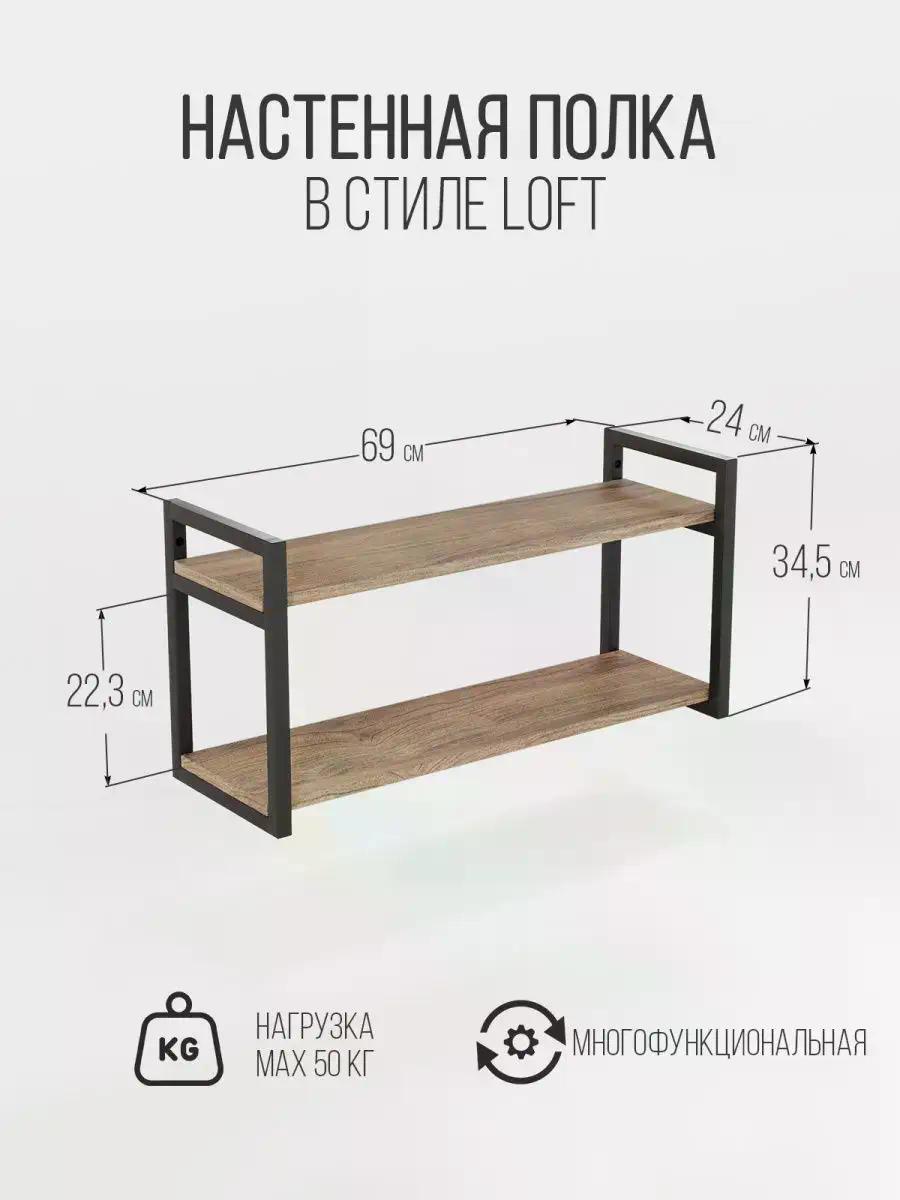 НАСТЕННАЯ ПОЛКА
В СТИЛЕ LOFT
69 СМ
24 СМ
34,5 СМ
22,3 СМ
KG
НАГРУЗКА
MAX 50 КГ
МНОГОФУНКЦИОНАЛЬНАЯ